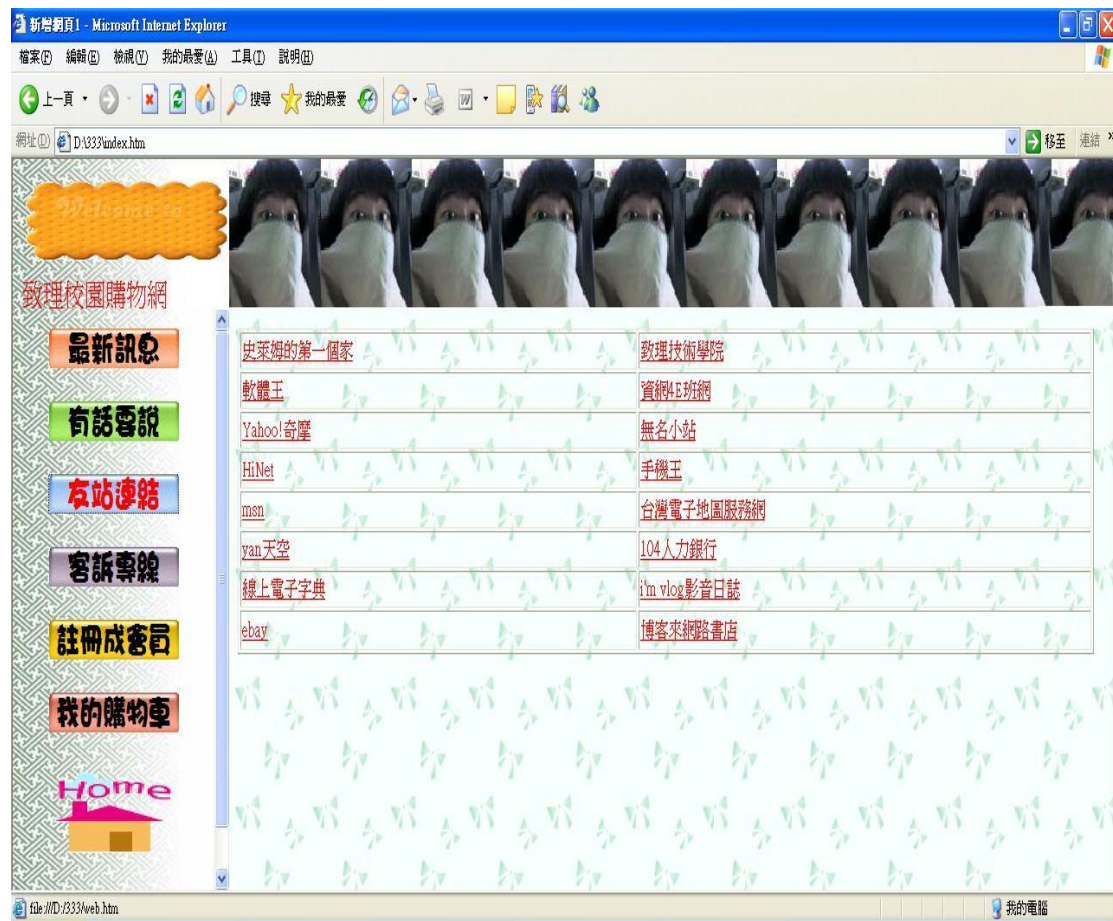 新增網頁1 - Microsoft Internet Explorer
檔案(F) 編輯(E) 檢視(V) 我的最愛(A) 工具(T) 說明(H)
上一頁 搜尋 我的最愛
網址(D) D:\333\index.htm 移至 連結 »
Welcome to
致理校園購物網
最新訊息
有話要說
友站連結
客訴專線
註冊成會員
我的購物車
Home
史萊姆的第一個家 致理技術學院
軟體王 資網4E班網
Yahoo!奇摩 無名小站
HiNet 手機王
msn 台灣電子地圖服務網
yan天空 104人力銀行
線上電子字典 i'm vlog影音日誌
ebay 博客來網路書店
file:///D:/333/web.htm 我的電腦